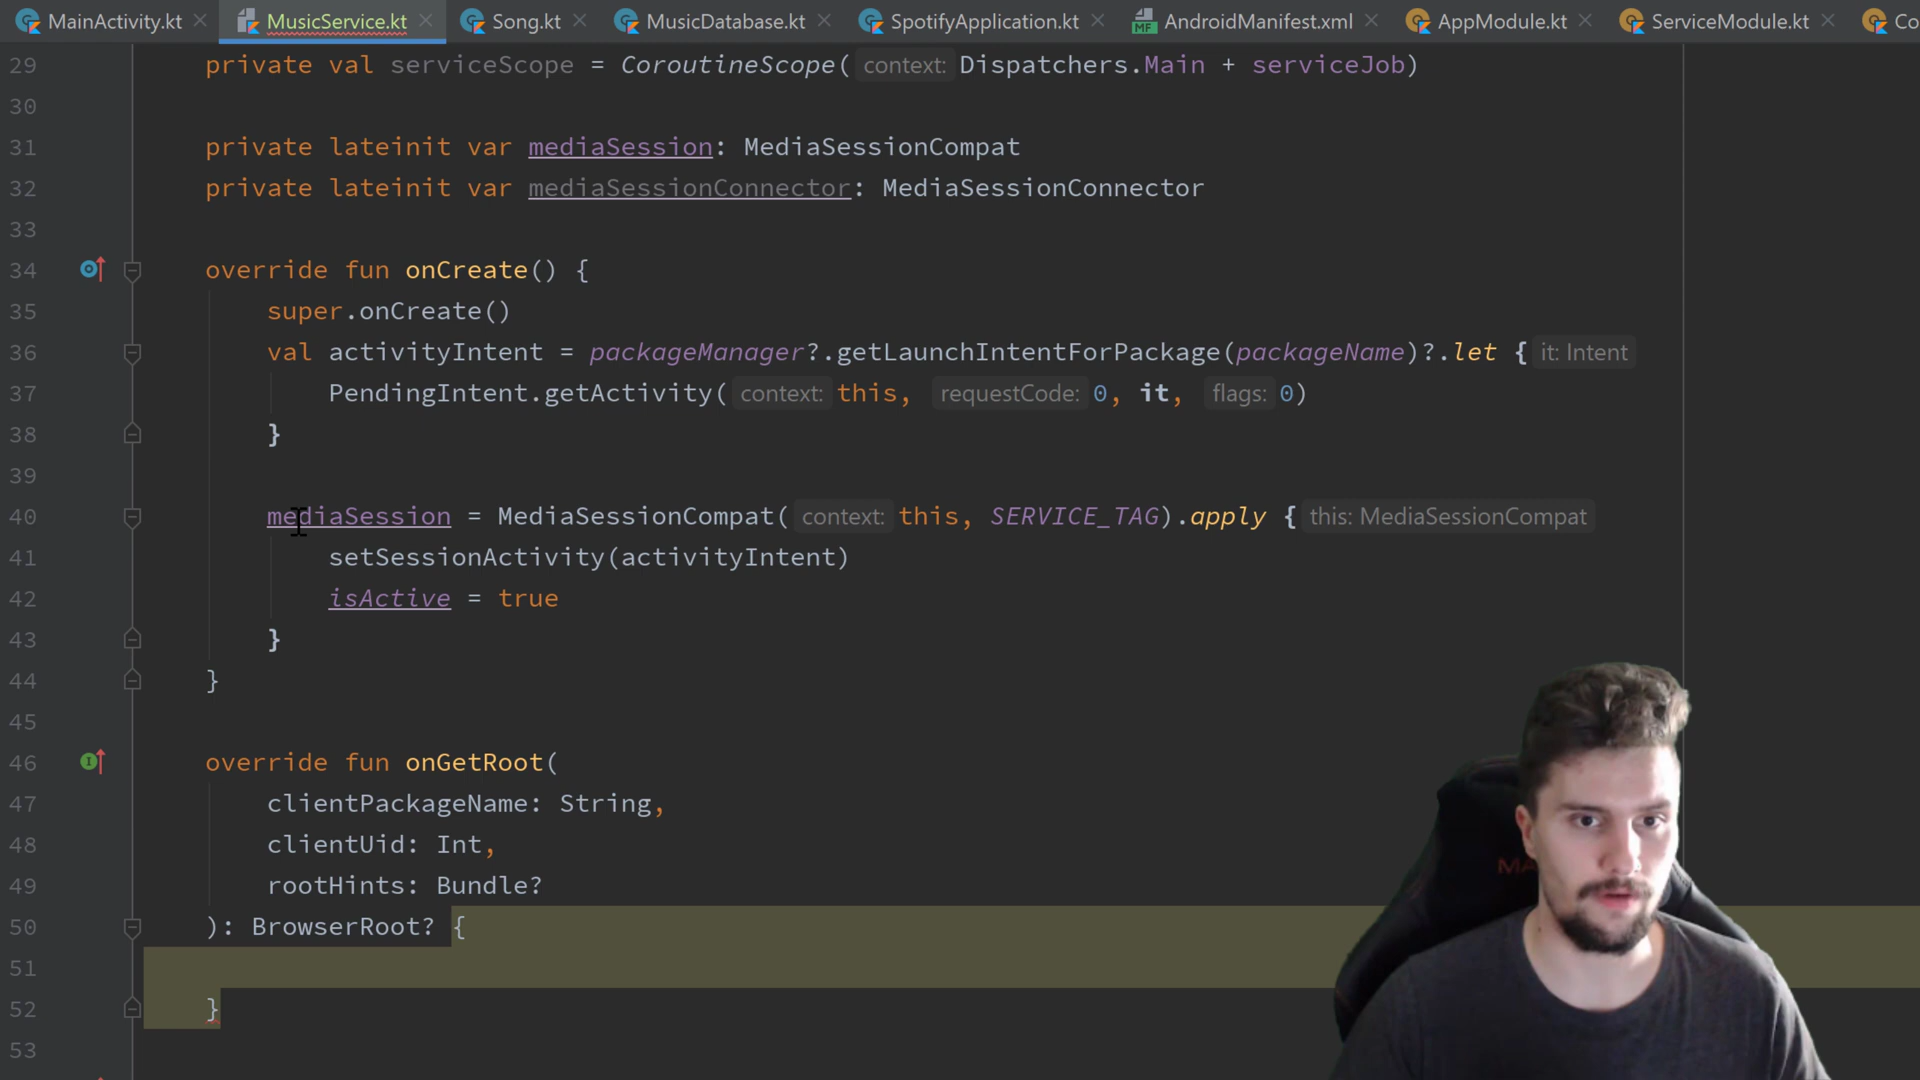 MainActivity.kt MusicService.kt Song.kt MusicDatabase.kt SpotifyApplication.kt AndroidManifest.xml AppModule.kt ServiceModule.kt Co
29 private val serviceScope = CoroutineScope( context: Dispatchers.Main + serviceJob)
30
31 private lateinit var mediaSession: MediaSessionCompat
32 private lateinit var mediaSessionConnector: MediaSessionConnector
33
34 override fun onCreate() {
35 super.onCreate()
36 val activityIntent = packageManager?.getLaunchIntentForPackage(packageName)?.let { it: Intent
37 PendingIntent.getActivity( context: this, requestCode: 0, it, flags: 0)
38 }
39
40 mediaSession = MediaSessionCompat( context: this, SERVICE_TAG).apply { this: MediaSessionCompat
41 setSessionActivity(activityIntent)
42 isActive = true
43 }
44 }
45
46 override fun onGetRoot(
47 clientPackageName: String,
48 clientUid: Int,
49 rootHints: Bundle?
50 ): BrowserRoot? {
51
52 }
53